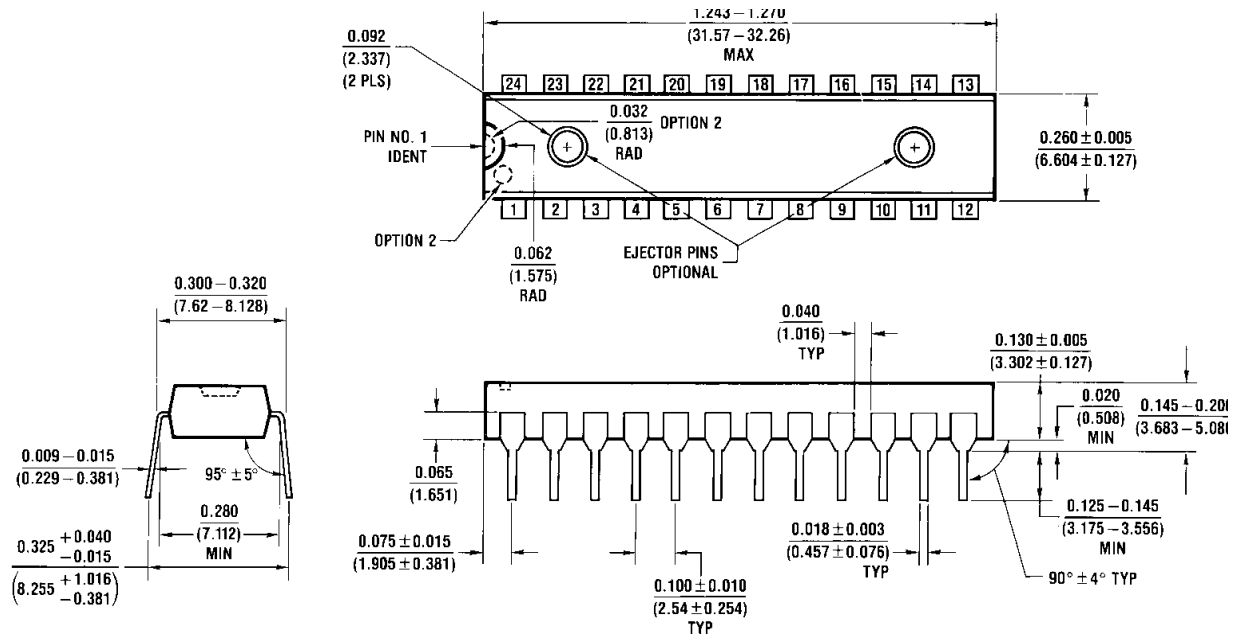 1.243 – 1.270
(31.57 – 32.26)
MAX
0.092
(2.337)
(2 PLS)
24 23 22 21 20 19 18 17 16 15 14 13
0.032
(0.813)
RAD
OPTION 2
PIN NO. 1
IDENT
0.260 ± 0.005
(6.604 ± 0.127)
1 2 3 4 5 6 7 8 9 10 11 12
OPTION 2
0.062
(1.575)
RAD
EJECTOR PINS
OPTIONAL
0.300 – 0.320
(7.62 – 8.128)
0.040
(1.016)
TYP
0.130 ± 0.005
(3.302 ± 0.127)
0.020
(0.508)
MIN
0.145 – 0.200
(3.683 – 5.080
0.009 – 0.015
(0.229 – 0.381)
95° ± 5°
0.065
(1.651)
0.280
(7.112)
MIN
0.325 + 0.040
– 0.015
(8.255 + 1.016
– 0.381)
0.075 ± 0.015
(1.905 ± 0.381)
0.100 ± 0.010
(2.54 ± 0.254)
TYP
0.018 ± 0.003
(0.457 ± 0.076)
TYP
0.125 – 0.145
(3.175 – 3.556)
MIN
90° ± 4° TYP